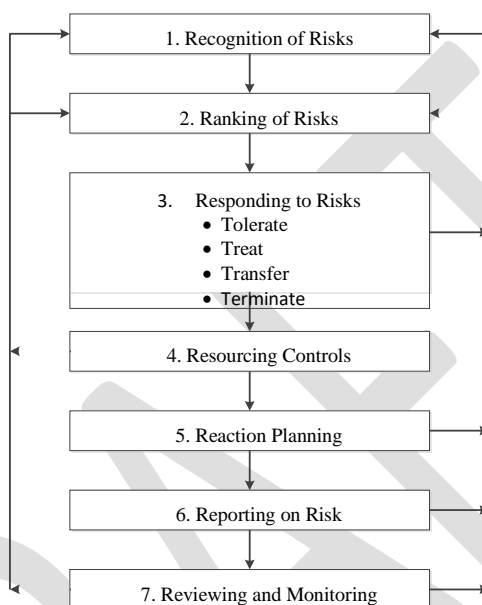 1. Recognition of Risks
2. Ranking of Risks
3. Responding to Risks
• Tolerate
• Treat
• Transfer
• Terminate
4. Resourcing Controls
5. Reaction Planning
6. Reporting on Risk
7. Reviewing and Monitoring